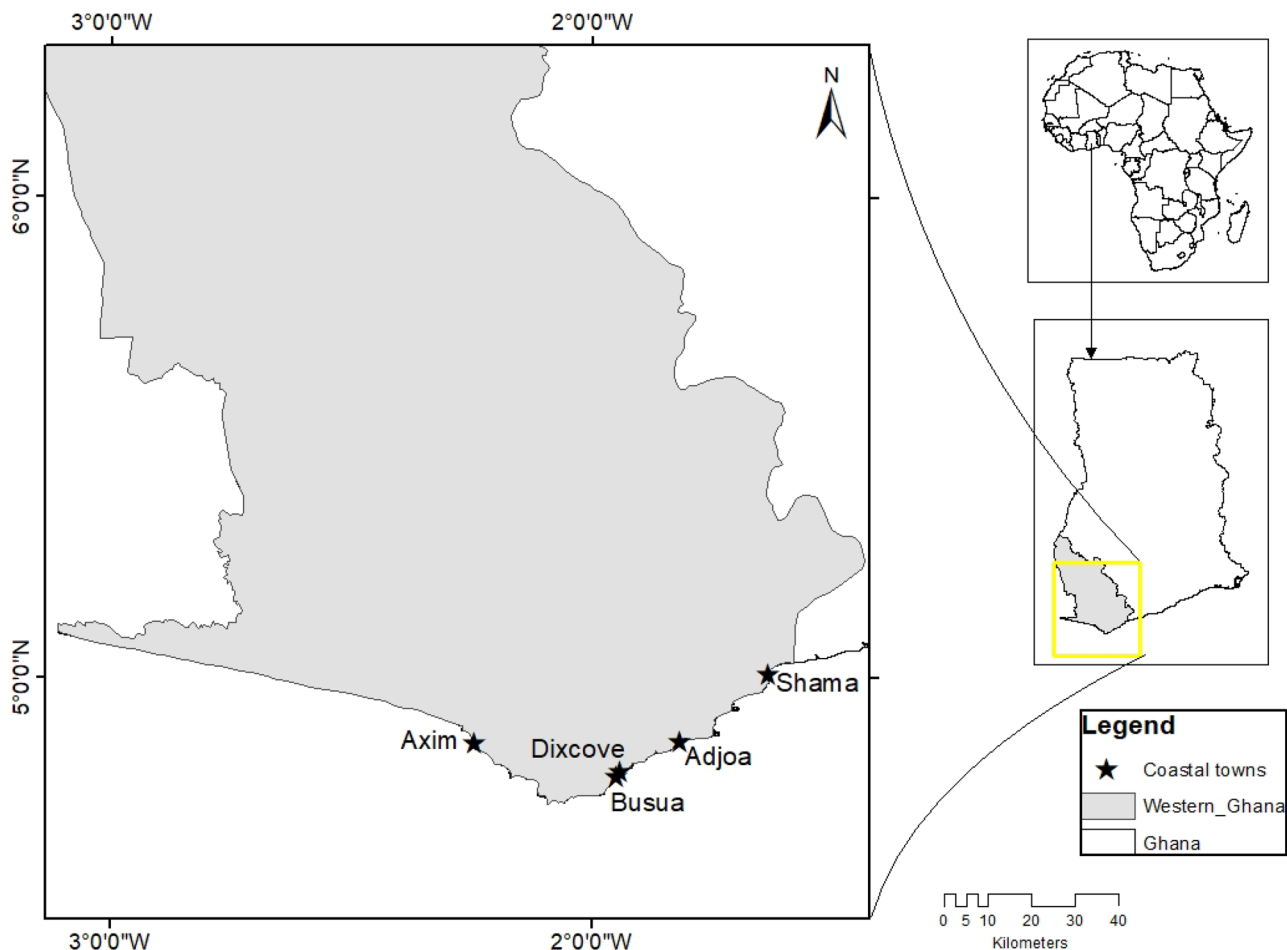 3°0'0"W 2°0'0"W
N
6°0'0"N
5°0'0"N
Shama
Axim
Dixcove
Adjoa
Busua
3°0'0"W 2°0'0"W
Legend
Coastal towns
Western_Ghana
Ghana
0 5 10 20 30 40
Kilometers